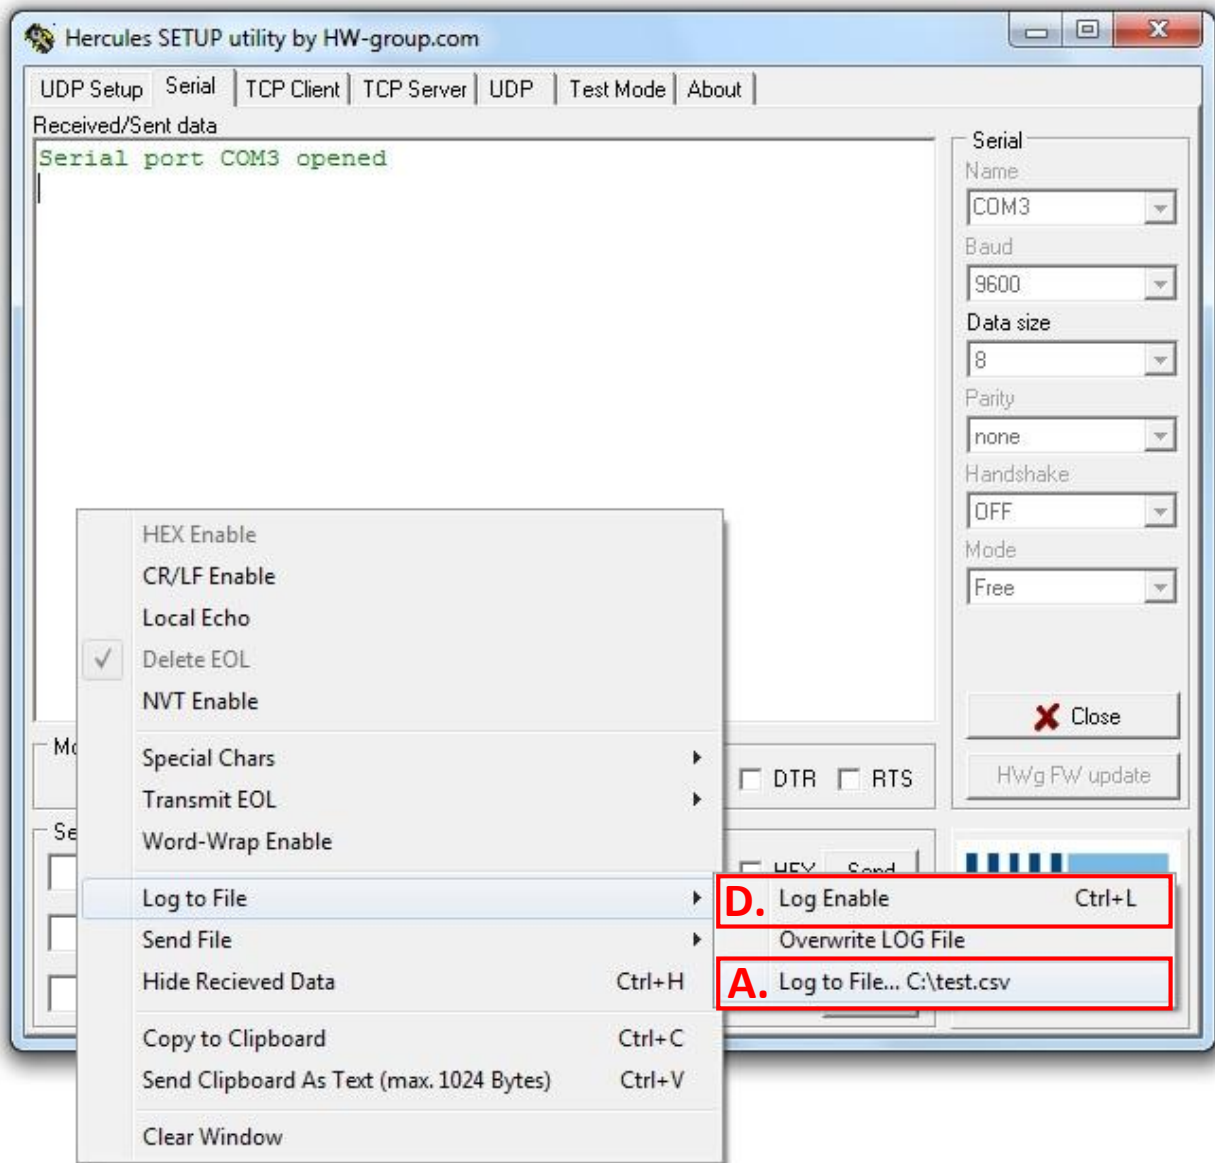 Hercules SETUP utility by HW-group.com
UDP Setup Serial TCP Client TCP Server UDP Test Mode About
Received/Sent data
Serial port COM3 opened
Serial
Name
COM3
Baud
9600
Data size
8
Parity
none
Handshake
OFF
Mode
Free
Close
HWg FW update
HEX Enable
CR/LF Enable
Local Echo
Delete EOL
NVT Enable
Special Chars
Transmit EOL
Word-Wrap Enable
Log to File
Send File
Hide Recieved Data Ctrl+H
Copy to Clipboard Ctrl+C
Send Clipboard As Text (max. 1024 Bytes) Ctrl+V
Clear Window
DTR RTS
HEX Send
D. Log Enable Ctrl+L
Overwrite LOG File
A. Log to File... C:\test.csv